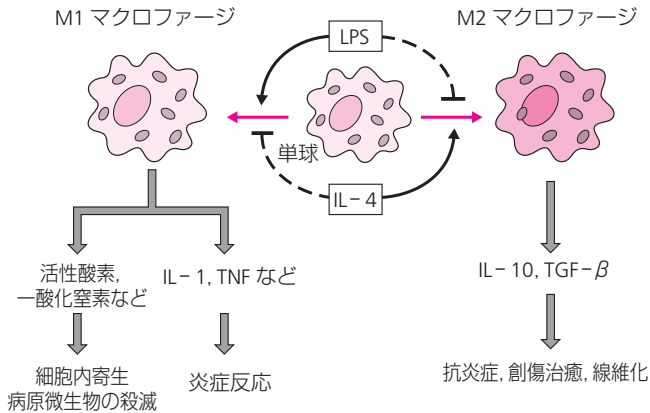 M1 マクロファージ
M2 マクロファージ
LPS
単球
IL-4
活性酸素,
一酸化窒素など
IL-1, TNF など
IL-10, TGF-β
細胞内寄生
病原微生物の殺滅
炎症反応
抗炎症, 創傷治癒, 線維化